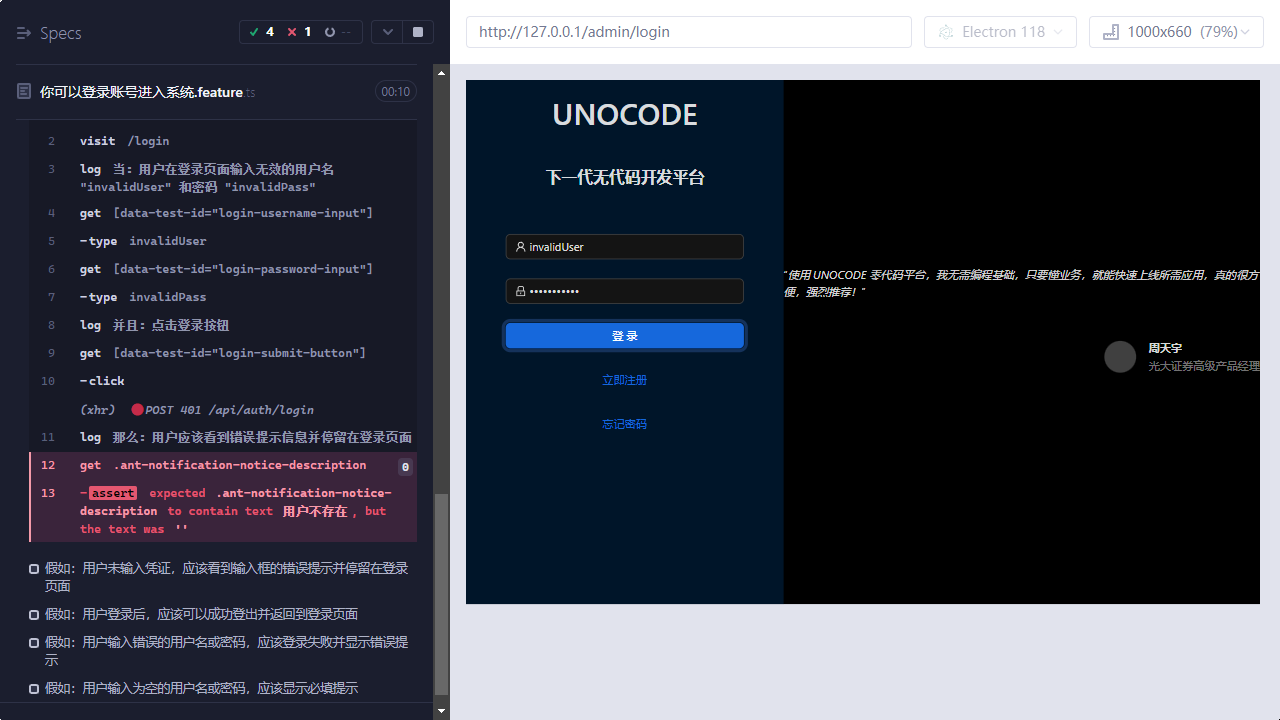 Specs
4
1
--
你可以登录账号进入系统.feature.ts
00:10
2 visit /login
3 log 当：用户在登录页面输入无效的用户名
"invalidUser" 和密码 "invalidPass"
4 get [data-test-id="login-username-input"]
5 -type invalidUser
6 get [data-test-id="login-password-input"]
7 -type invalidPass
8 log 并且：点击登录按钮
9 get [data-test-id="login-submit-button"]
10 -click
(xhr) POST 401 /api/auth/login
11 log 那么：用户应该看到错误提示信息并停留在登录页面
12 get .ant-notification-notice-description 0
13 -assert expected .ant-notification-notice-
description to contain text 用户不存在, but
the text was ''
假如：用户未输入凭证，应该看到输入框的错误提示并停留在登录
页面
假如：用户登录后，应该可以成功登出并返回到登录页面
假如：用户输入错误的用户名或密码，应该登录失败并显示错误提
示
假如：用户输入为空的用户名或密码，应该显示必填提示
http://127.0.0.1/admin/login
Electron 118
1000x660 (79%)
UNOCODE
下一代无代码开发平台
invalidUser
•••••••••••
登 录
立即注册
忘记密码
"使用 UNOCODE 零代码平台，我无需编程基础，只要懂业务，就能快速上线所需应用，真的很方
便，强烈推荐！"
周天宇
光大证券高级产品经理